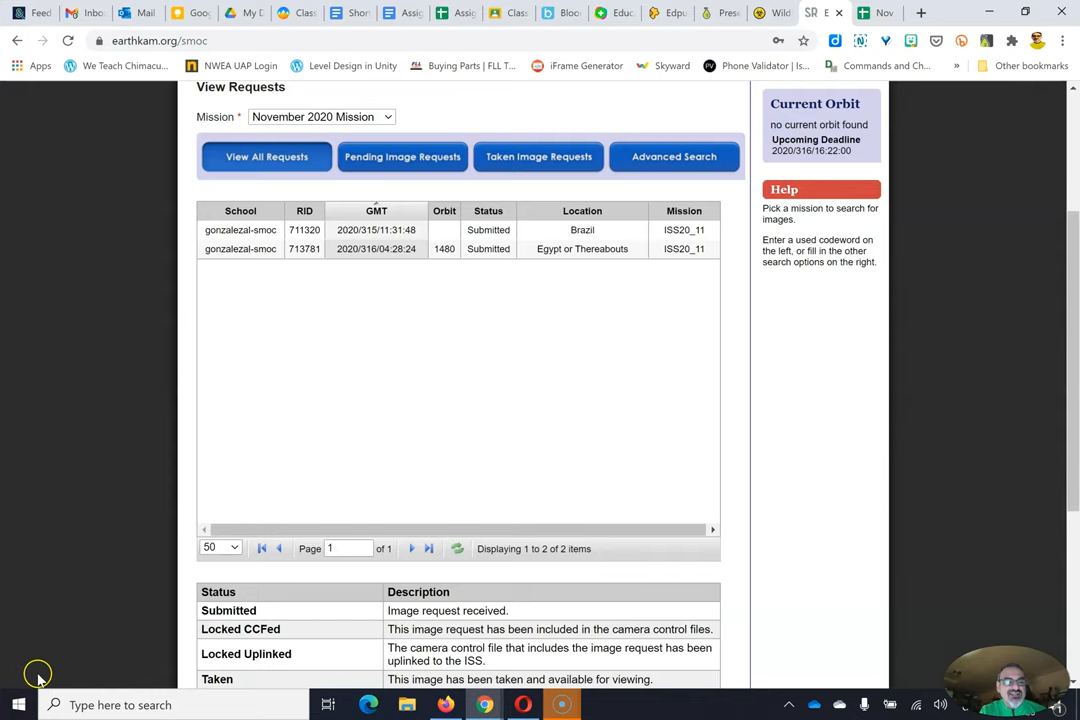 Feed
Inbo
Mail
Goo
My D
Class
Shor
Assig
Assig
Class
Bloo
Educ
Edpu
Prese
Wild
SR E
Nov
earthkam.org/smoc
Apps
We Teach Chimacu...
NWEA UAP Login
Level Design in Unity
Buying Parts | FLL T...
iFrame Generator
Skyward
PV Phone Validator | Is...
Commands and Ch...
»
Other bookmarks
View Requests
Mission * November 2020 Mission
View All Requests Pending Image Requests Taken Image Requests Advanced Search
School RID GMT Orbit Status Location Mission
gonzalezal-smoc 711320 2020/315/11:31:48 Submitted Brazil ISS20_11
gonzalezal-smoc 713781 2020/316/04:28:24 1480 Submitted Egypt or Thereabouts ISS20_11
50 Page 1 of 1 Displaying 1 to 2 of 2 items
Status Description
Submitted Image request received.
Locked CCFed This image request has been included in the camera control files.
Locked Uplinked The camera control file that includes the image request has been
uplinked to the ISS.
Taken This image has been taken and available for viewing.
Current Orbit
no current orbit found
Upcoming Deadline
2020/316/16:22:00
Help
Pick a mission to search for
images.
Enter a used codeword on
the left, or fill in the other
search options on the right.
Type here to search